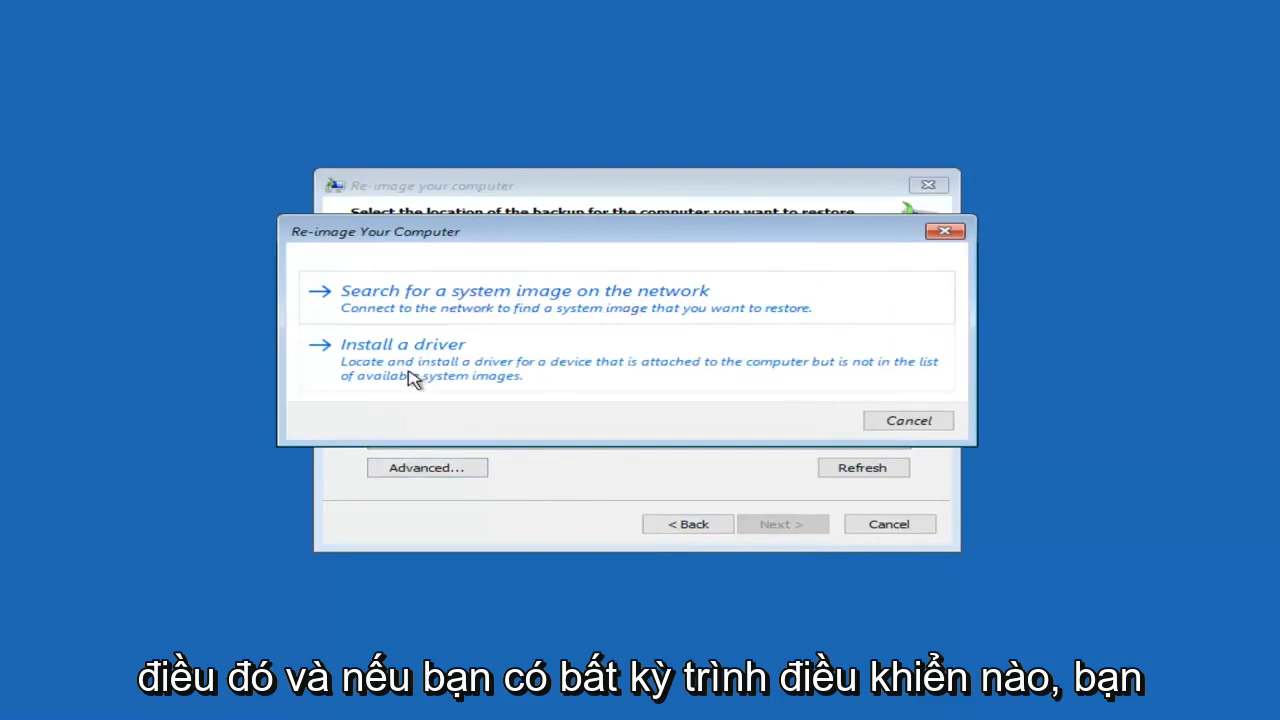 Re-image your computer
Select the location of the backup for the computer you want to restore.
Re-image Your Computer
Search for a system image on the network
Connect to the network to find a system image that you want to restore.
Install a driver
Locate and install a driver for a device that is attached to the computer but is not in the list
of available system images.
Cancel
Advanced...
Refresh
< Back
Next >
Cancel
điều đó và nếu bạn có bất kỳ trình điều khiển nào, bạn